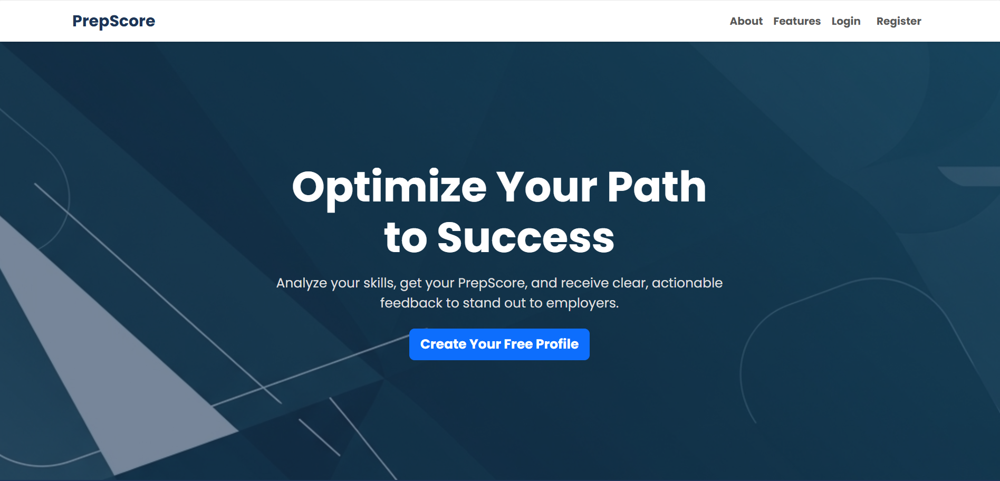 PrepScore
About Features Login Register
Optimize Your Path
to Success
Analyze your skills, get your PrepScore, and receive clear, actionable
feedback to stand out to employers.
Create Your Free Profile